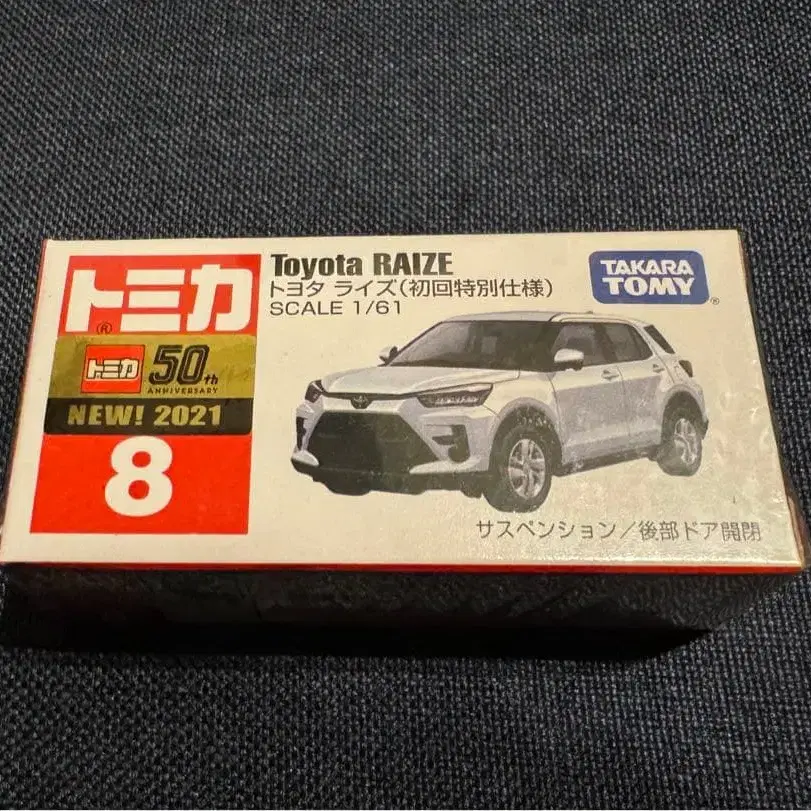 トミカ®
トミカ 50th
ANNIVERSARY
NEW! 2021
8
Toyota RAIZE
トヨタ ライズ(初回特別仕様)
SCALE 1/61
TAKARA
TOMY®
サスペンション/後部ドア開閉